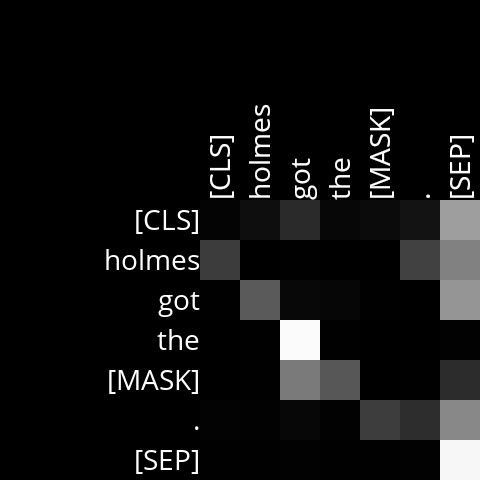 [CLS]
holmes
got
the
[MASK]
.
[SEP]
[CLS]
holmes
got
the
[MASK]
.
[SEP]